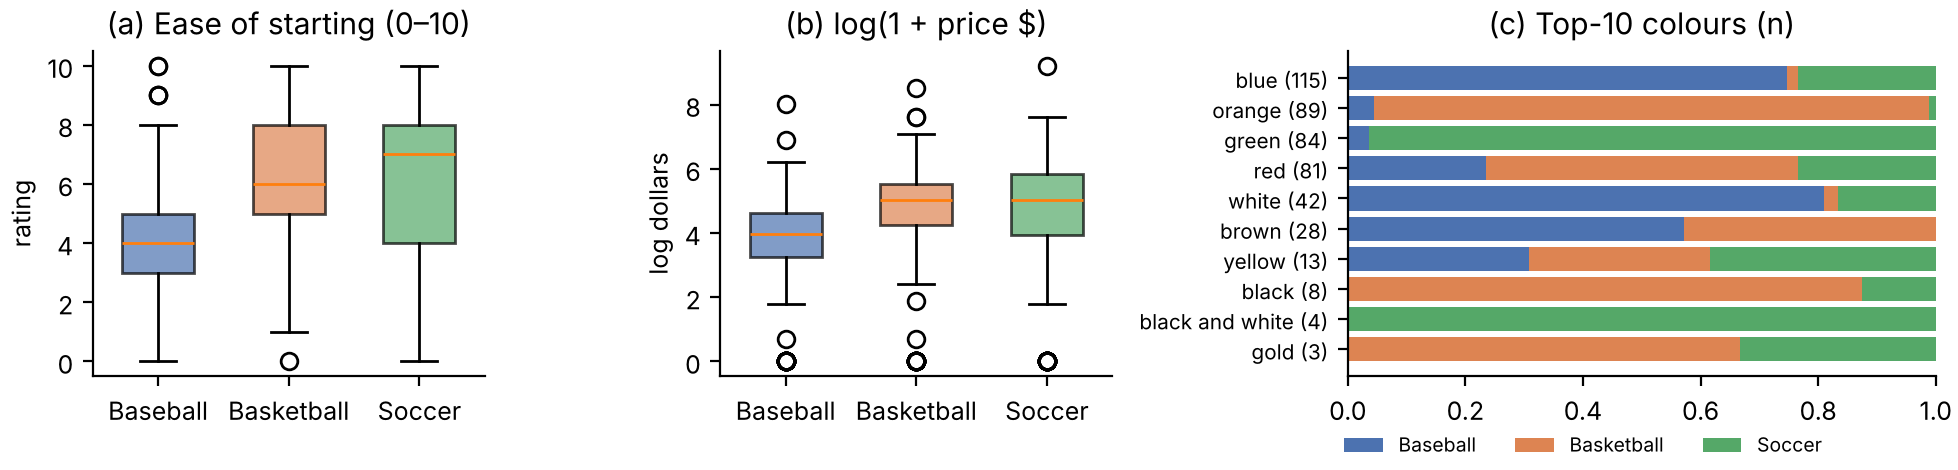 (a) Ease of starting (0–10)
rating
10
8
6
4
2
0
Baseball
Basketball
Soccer
(b) log(1 + price $)
log dollars
8
6
4
2
0
Baseball
Basketball
Soccer
(c) Top-10 colours (n)
blue (115)
orange (89)
green (84)
red (81)
white (42)
brown (28)
yellow (13)
black (8)
black and white (4)
gold (3)
0.0 0.2 0.4 0.6 0.8 1.0
Baseball Basketball Soccer